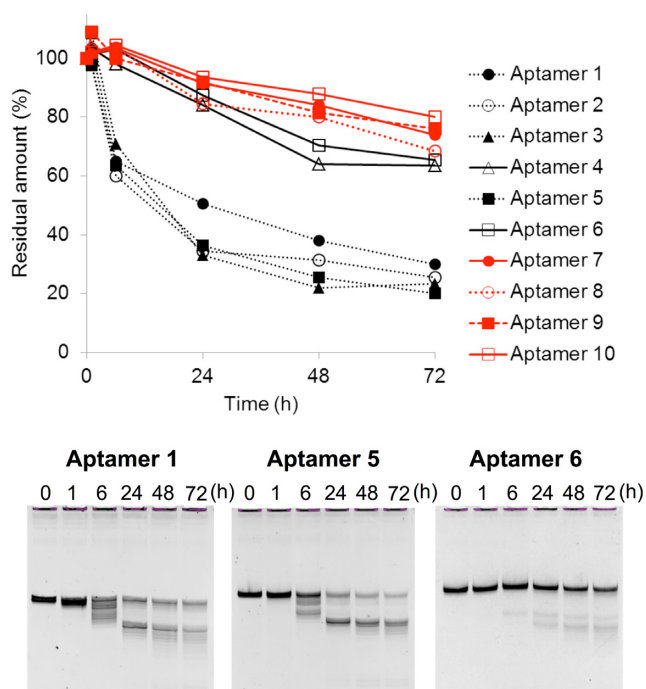 100
80
60
40
20
0
Residual amount (%)
0 24 48 72
Time (h)
Aptamer 1
Aptamer 2
Aptamer 3
Aptamer 4
Aptamer 5
Aptamer 6
Aptamer 7
Aptamer 8
Aptamer 9
Aptamer 10
Aptamer 1
0 1 6 24 48 72 (h)
Aptamer 5
0 1 6 24 48 72 (h)
Aptamer 6
0 1 6 24 48 72 (h)